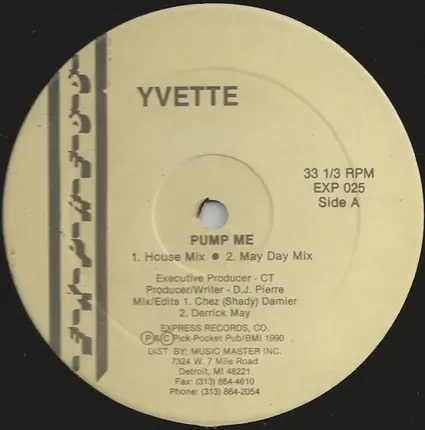 YVETTE
33 1/3 RPM
EXP 025
Side A
PUMP ME
1. House Mix ● 2. May Day Mix
Executive Producer - CT
Producer/Writer - D.J. Pierre
Mix/Edits 1. Chez (Shady) Damier
2. Derrick May
EXPRESS RECORDS, CO.
Ⓟ&Ⓒ Pick-Pocket Pub/BMI 1990
DIST. BY: MUSIC MASTER INC.
7324 W. 7 Mile Road
Detroit, MI 48221
Fax: (313) 864-4610
Phone: (313) 864-2054